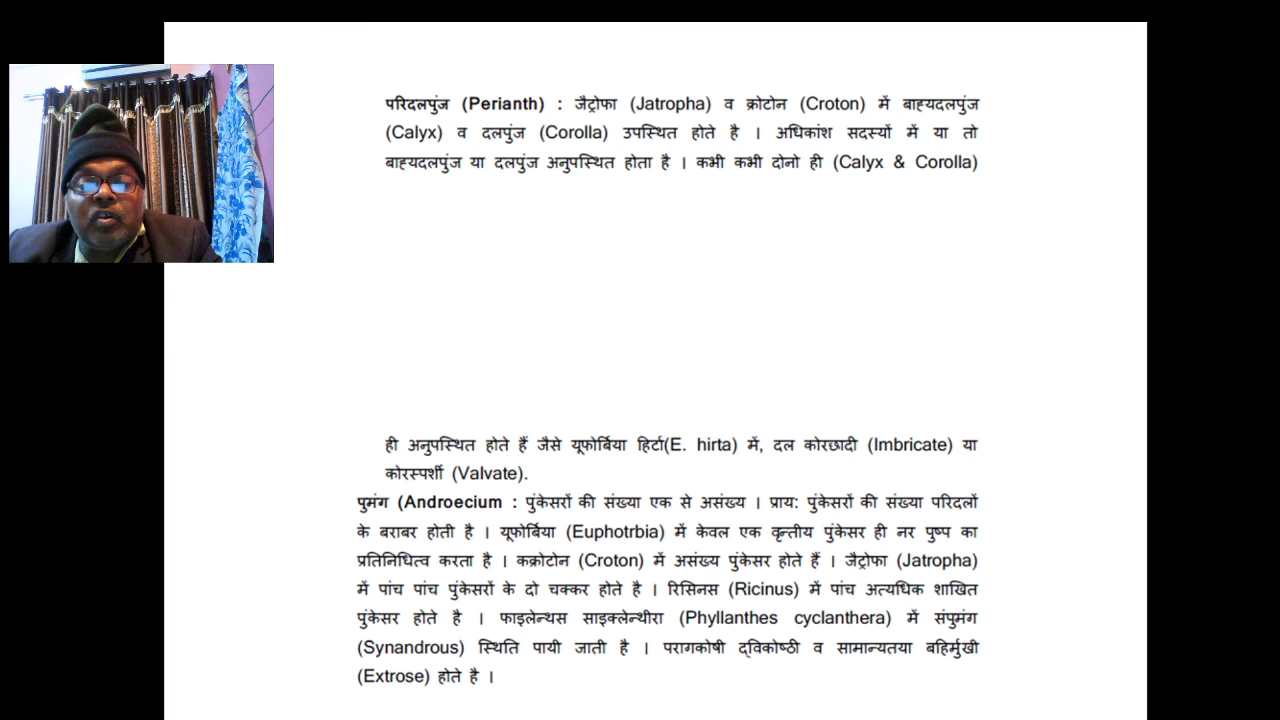 परिदलपुंज (Perianth) : जैट्रोफा (Jatropha) व क्रोटोन (Croton) में बाह्यदलपुंज
(Calyx) व दलपुंज (Corolla) उपस्थित होते है । अधिकांश सदस्यों में या तो
बाह्यदलपुंज या दलपुंज अनुपस्थित होता है । कभी कभी दोनो ही (Calyx & Corolla)
ही अनुपस्थित होते हैं जैसे यूफोर्बिया हिर्टा(E. hirta) में, दल कोरछादी (Imbricate) या
कोरस्पर्शी (Valvate).
पुमंग (Androecium : पुंकेसरों की संख्या एक से असंख्य । प्राय: पुंकेसरों की संख्या परिदलों
के बराबर होती है । यूफोर्बिया (Euphotrbia) में केवल एक वृन्तीय पुंकेसर ही नर पुष्प का
प्रतिनिधित्व करता है । कक्रोटोन (Croton) में असंख्य पुंकेसर होते हैं । जैट्रोफा (Jatropha)
में पांच पांच पुंकेसरों के दो चक्कर होते है । रिसिनस (Ricinus) में पांच अत्यधिक शाखित
पुंकेसर होते है । फाइलेन्थस साइक्लेन्थीरा (Phyllanthes cyclanthera) में संपुमंग
(Synandrous) स्थिति पायी जाती है । परागकोषी द्विकोष्ठी व सामान्यतया बहिर्मुखी
(Extrose) होते है ।